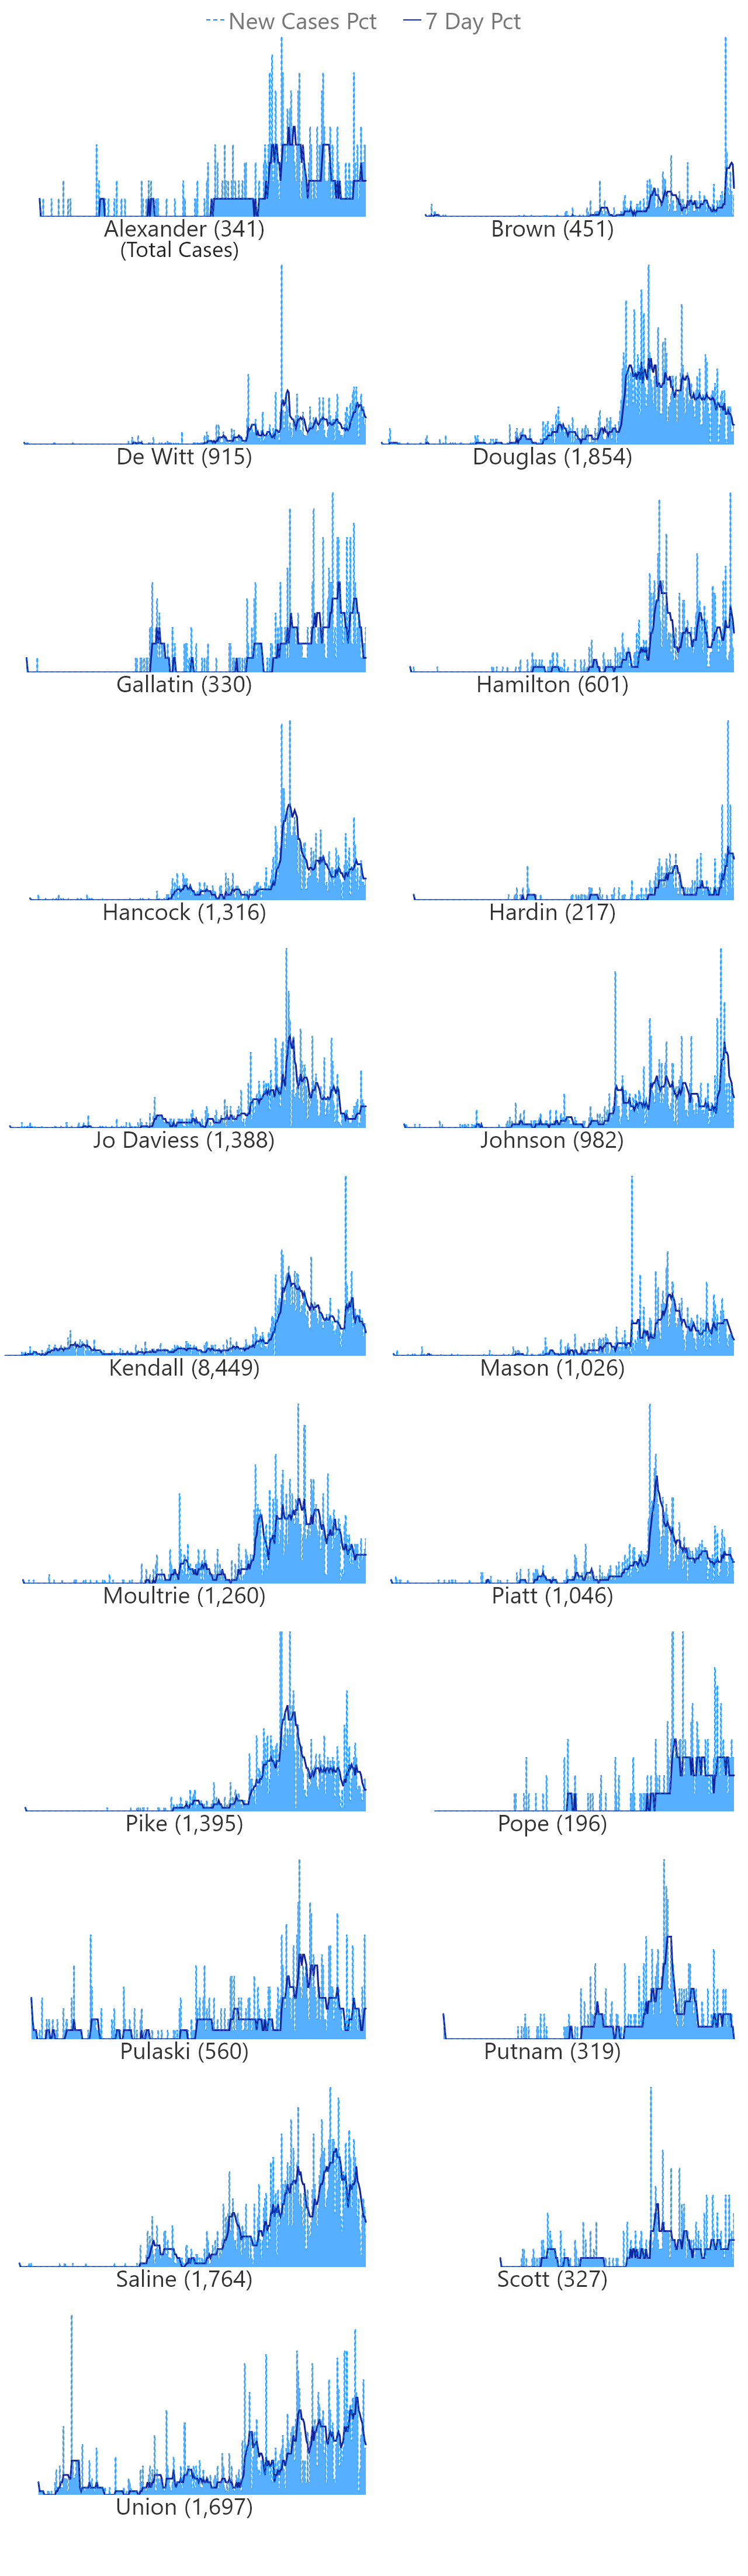 New Cases Pct 7 Day Pct
Alexander (341) Brown (451)
(Total Cases)
De Witt (915) Douglas (1,854)
Gallatin (330) Hamilton (601)
Hancock (1,316) Hardin (217)
Jo Daviess (1,388) Johnson (982)
Kendall (8,449) Mason (1,026)
Moultrie (1,260) Piatt (1,046)
Pike (1,395) Pope (196)
Pulaski (560) Putnam (319)
Saline (1,764) Scott (327)
Union (1,697)